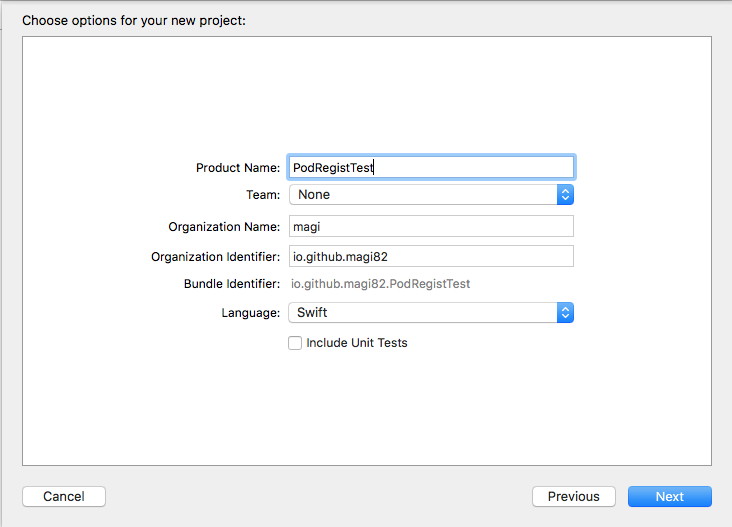 Choose options for your new project:
Product Name: PodRegistTest
Team: None
Organization Name: magi
Organization Identifier: io.github.magi82
Bundle Identifier: io.github.magi82.PodRegistTest
Language: Swift
Include Unit Tests
Cancel Previous Next